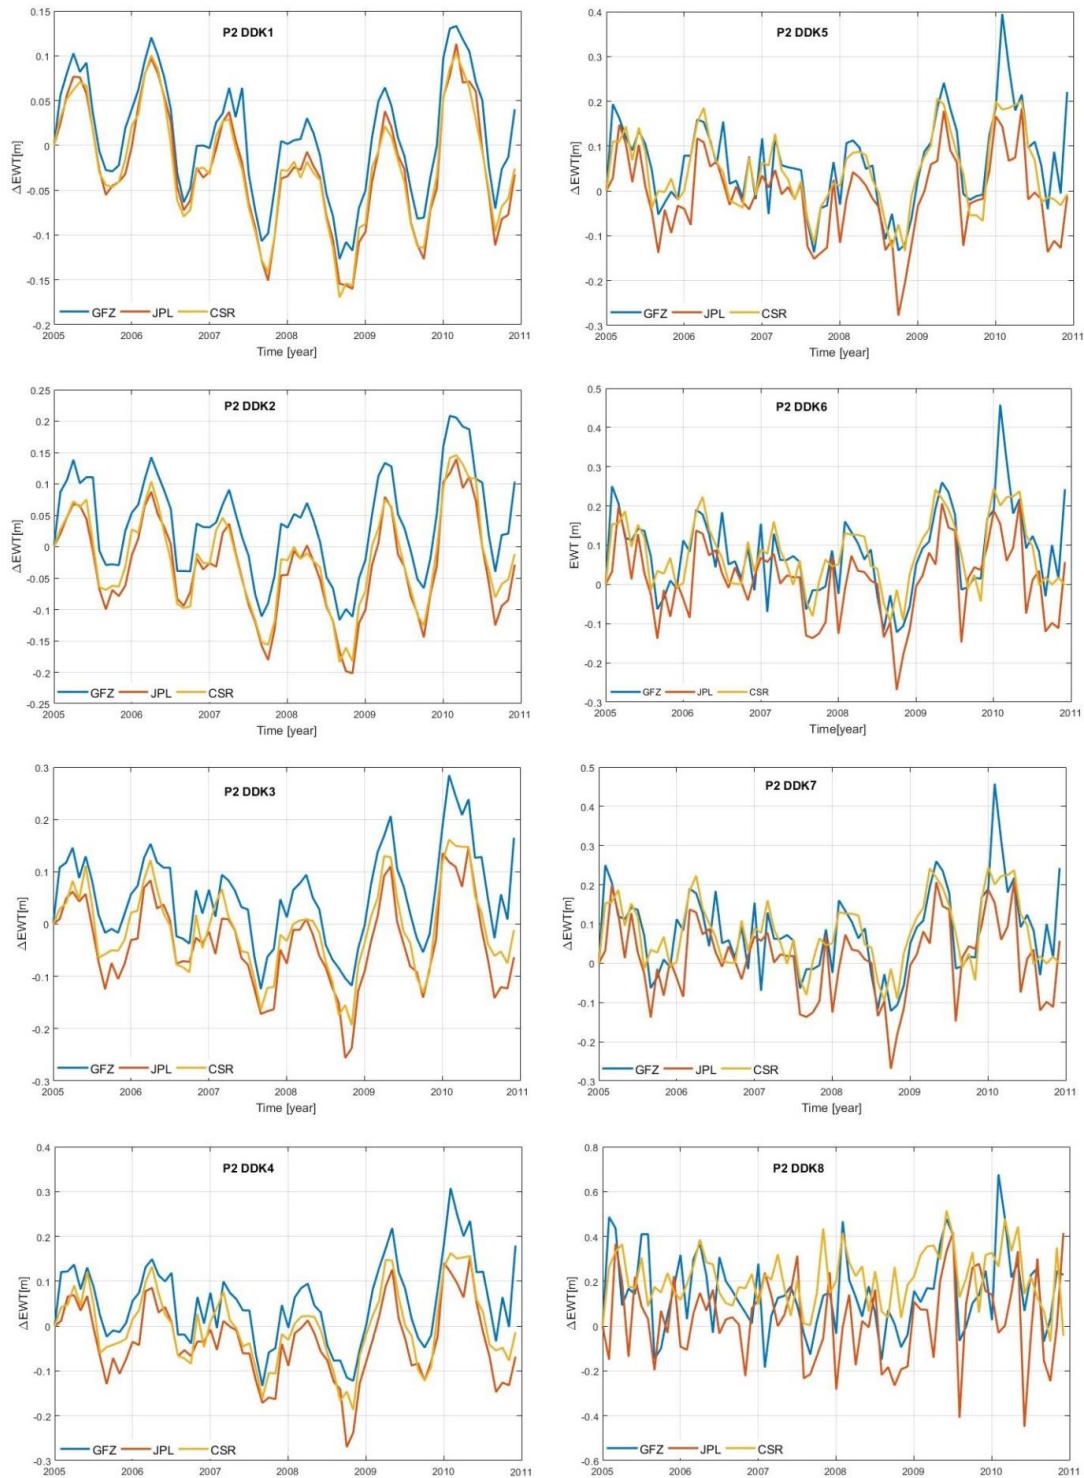 P2 DDK1
ΔEWT[m]
0.15
0.1
0.05
0
-0.05
-0.1
-0.15
-0.2
GFZ JPL CSR
2005 2006 2007 2008 2009 2010 2011
Time [year]
P2 DDK5
ΔEWT[m]
0.4
0.3
0.2
0.1
0
-0.1
-0.2
-0.3
GFZ JPL CSR
2005 2006 2007 2008 2009 2010 2011
Time [year]
P2 DDK2
ΔEWT[m]
0.25
0.2
0.15
0.1
0.05
0
-0.05
-0.1
-0.15
-0.2
-0.25
GFZ JPL CSR
2005 2006 2007 2008 2009 2010 2011
Time [year]
P2 DDK6
EWT [m]
0.5
0.4
0.3
0.2
0.1
0
-0.1
-0.2
-0.3
GFZ JPL CSR
2005 2006 2007 2008 2009 2010 2011
Time[year]
P2 DDK3
ΔEWT[m]
0.3
0.2
0.1
0
-0.1
-0.2
-0.3
GFZ JPL CSR
2005 2006 2007 2008 2009 2010 2011
Time [year]
P2 DDK7
ΔEWT[m]
0.5
0.4
0.3
0.2
0.1
0
-0.1
-0.2
-0.3
GFZ JPL CSR
2005 2006 2007 2008 2009 2010 2011
Time [year]
P2 DDK4
ΔEWT[m]
0.4
0.3
0.2
0.1
0
-0.1
-0.2
-0.3
GFZ JPL CSR
2005 2006 2007 2008 2009 2010 2011
P2 DDK8
ΔEWT[m]
0.8
0.6
0.4
0.2
0
-0.2
-0.4
-0.6
GFZ JPL CSR
2005 2006 2007 2008 2009 2010 2011